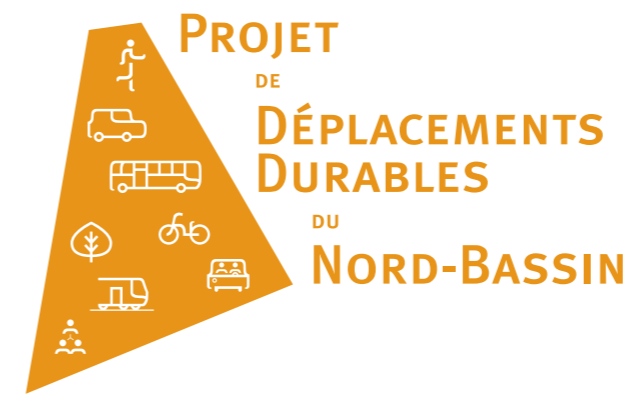 Projet
de
Déplacements
Durables
du
Nord-Bassin